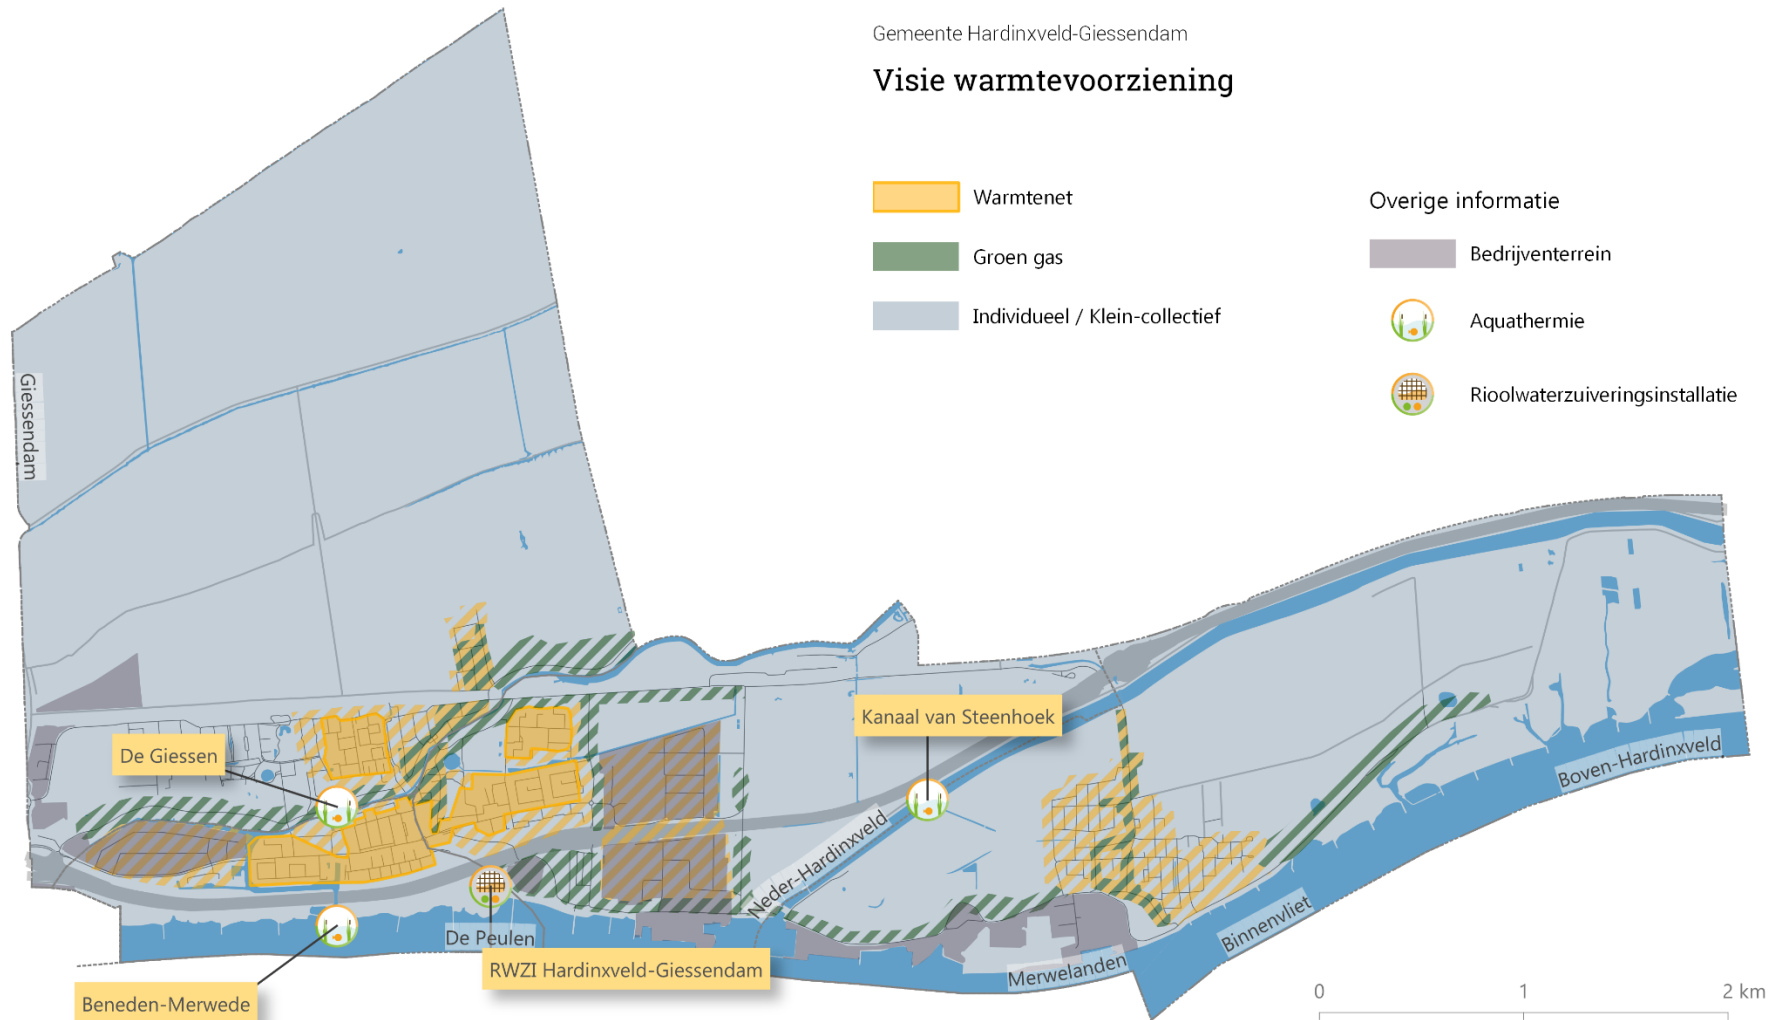 Gemeente Hardinxveld-Giessendam
Visie warmtevoorziening
Warmtenet
Groen gas
Individueel / Klein-collectief
Overige informatie
Bedrijventerrein
Aquathermie
Rioolwaterzuiveringsinstallatie
Giessendam
De Giessen
Kanaal van Steenhoek
Neder-Hardinxveld
Boven-Hardinxveld
Binnenvliet
Merwelanden
De Peulen
RWZI Hardinxveld-Giessendam
Beneden-Merwede
0 1 2 km